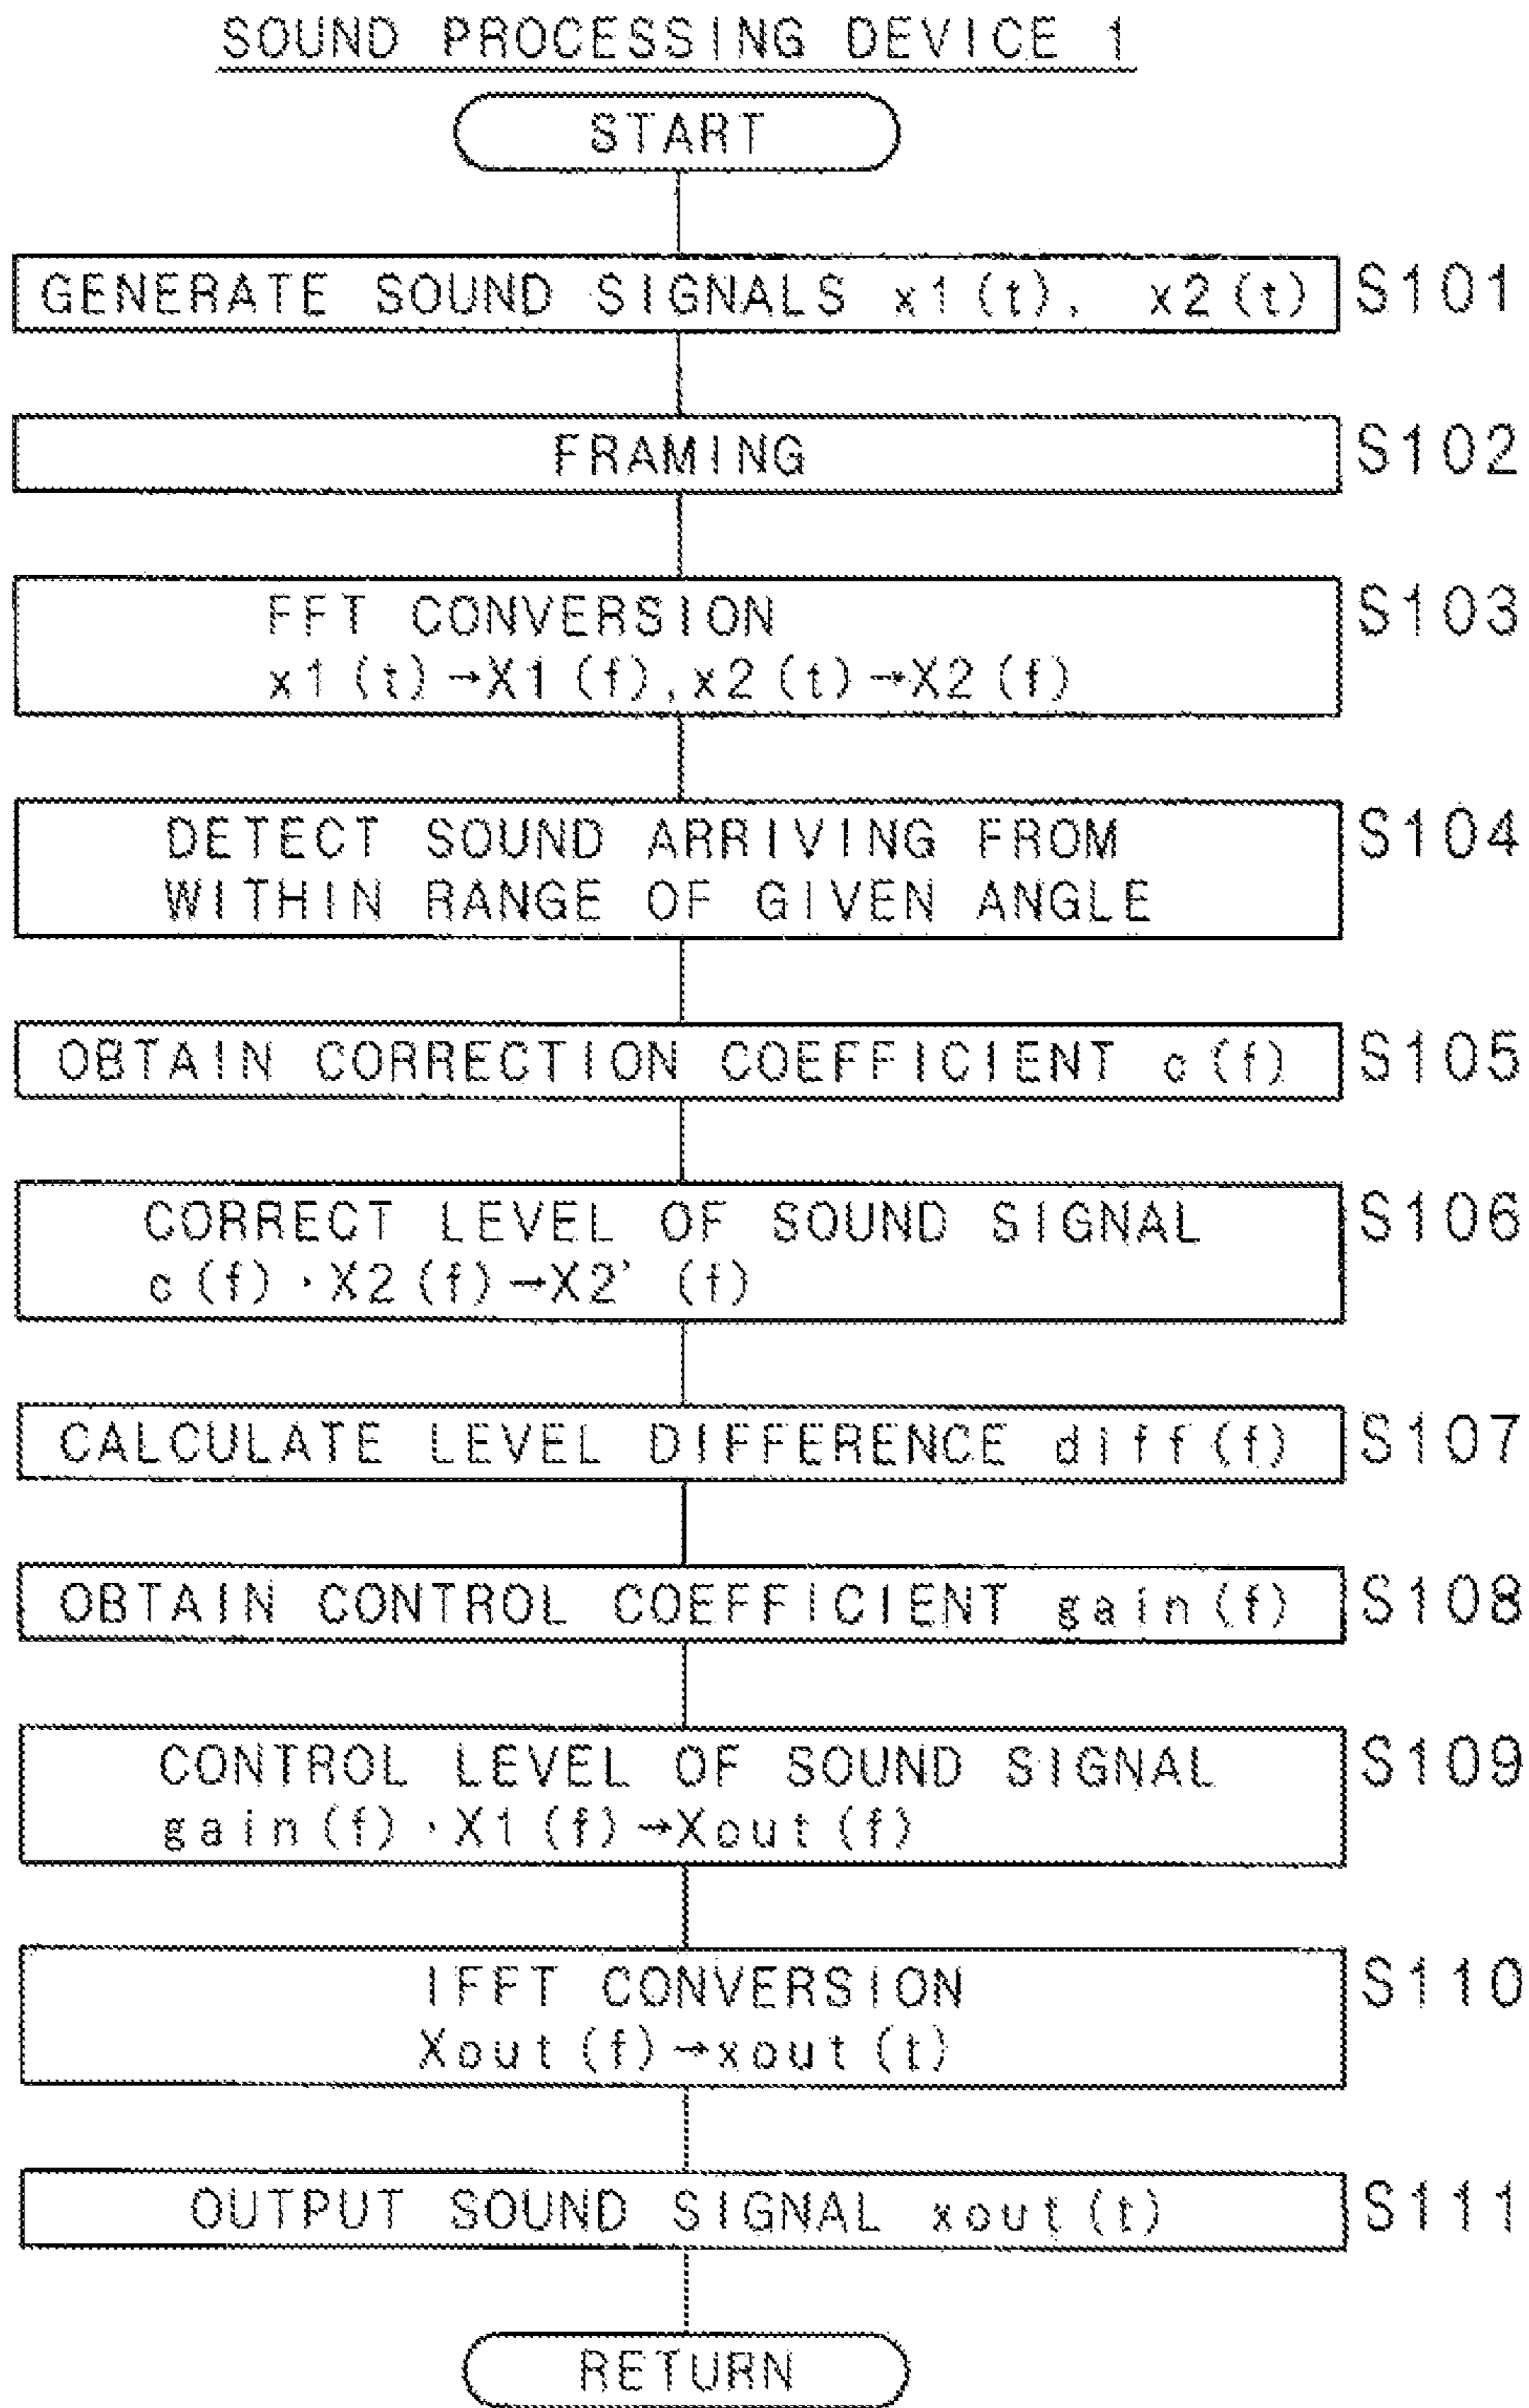 SOUND PROCESSING DEVICE 1
START
GENERATE SOUND SIGNALS x1(t), x2(t) S101
FRAMING S102
FFT CONVERSION S103
x1(t)→X1(f),x2(t)→X2(f)
DETECT SOUND ARRIVING FROM S104
WITHIN RANGE OF GIVEN ANGLE
OBTAIN CORRECTION COEFFICIENT c(f) S105
CORRECT LEVEL OF SOUND SIGNAL S106
c(f)·X2(f)→X2'(f)
CALCULATE LEVEL DIFFERENCE diff(f) S107
OBTAIN CONTROL COEFFICIENT gain(f) S108
CONTROL LEVEL OF SOUND SIGNAL S109
gain(f)·X1(f)→Xout(f)
IFFT CONVERSION S110
Xout(f)→xout(t)
OUTPUT SOUND SIGNAL xout(t) S111
RETURN